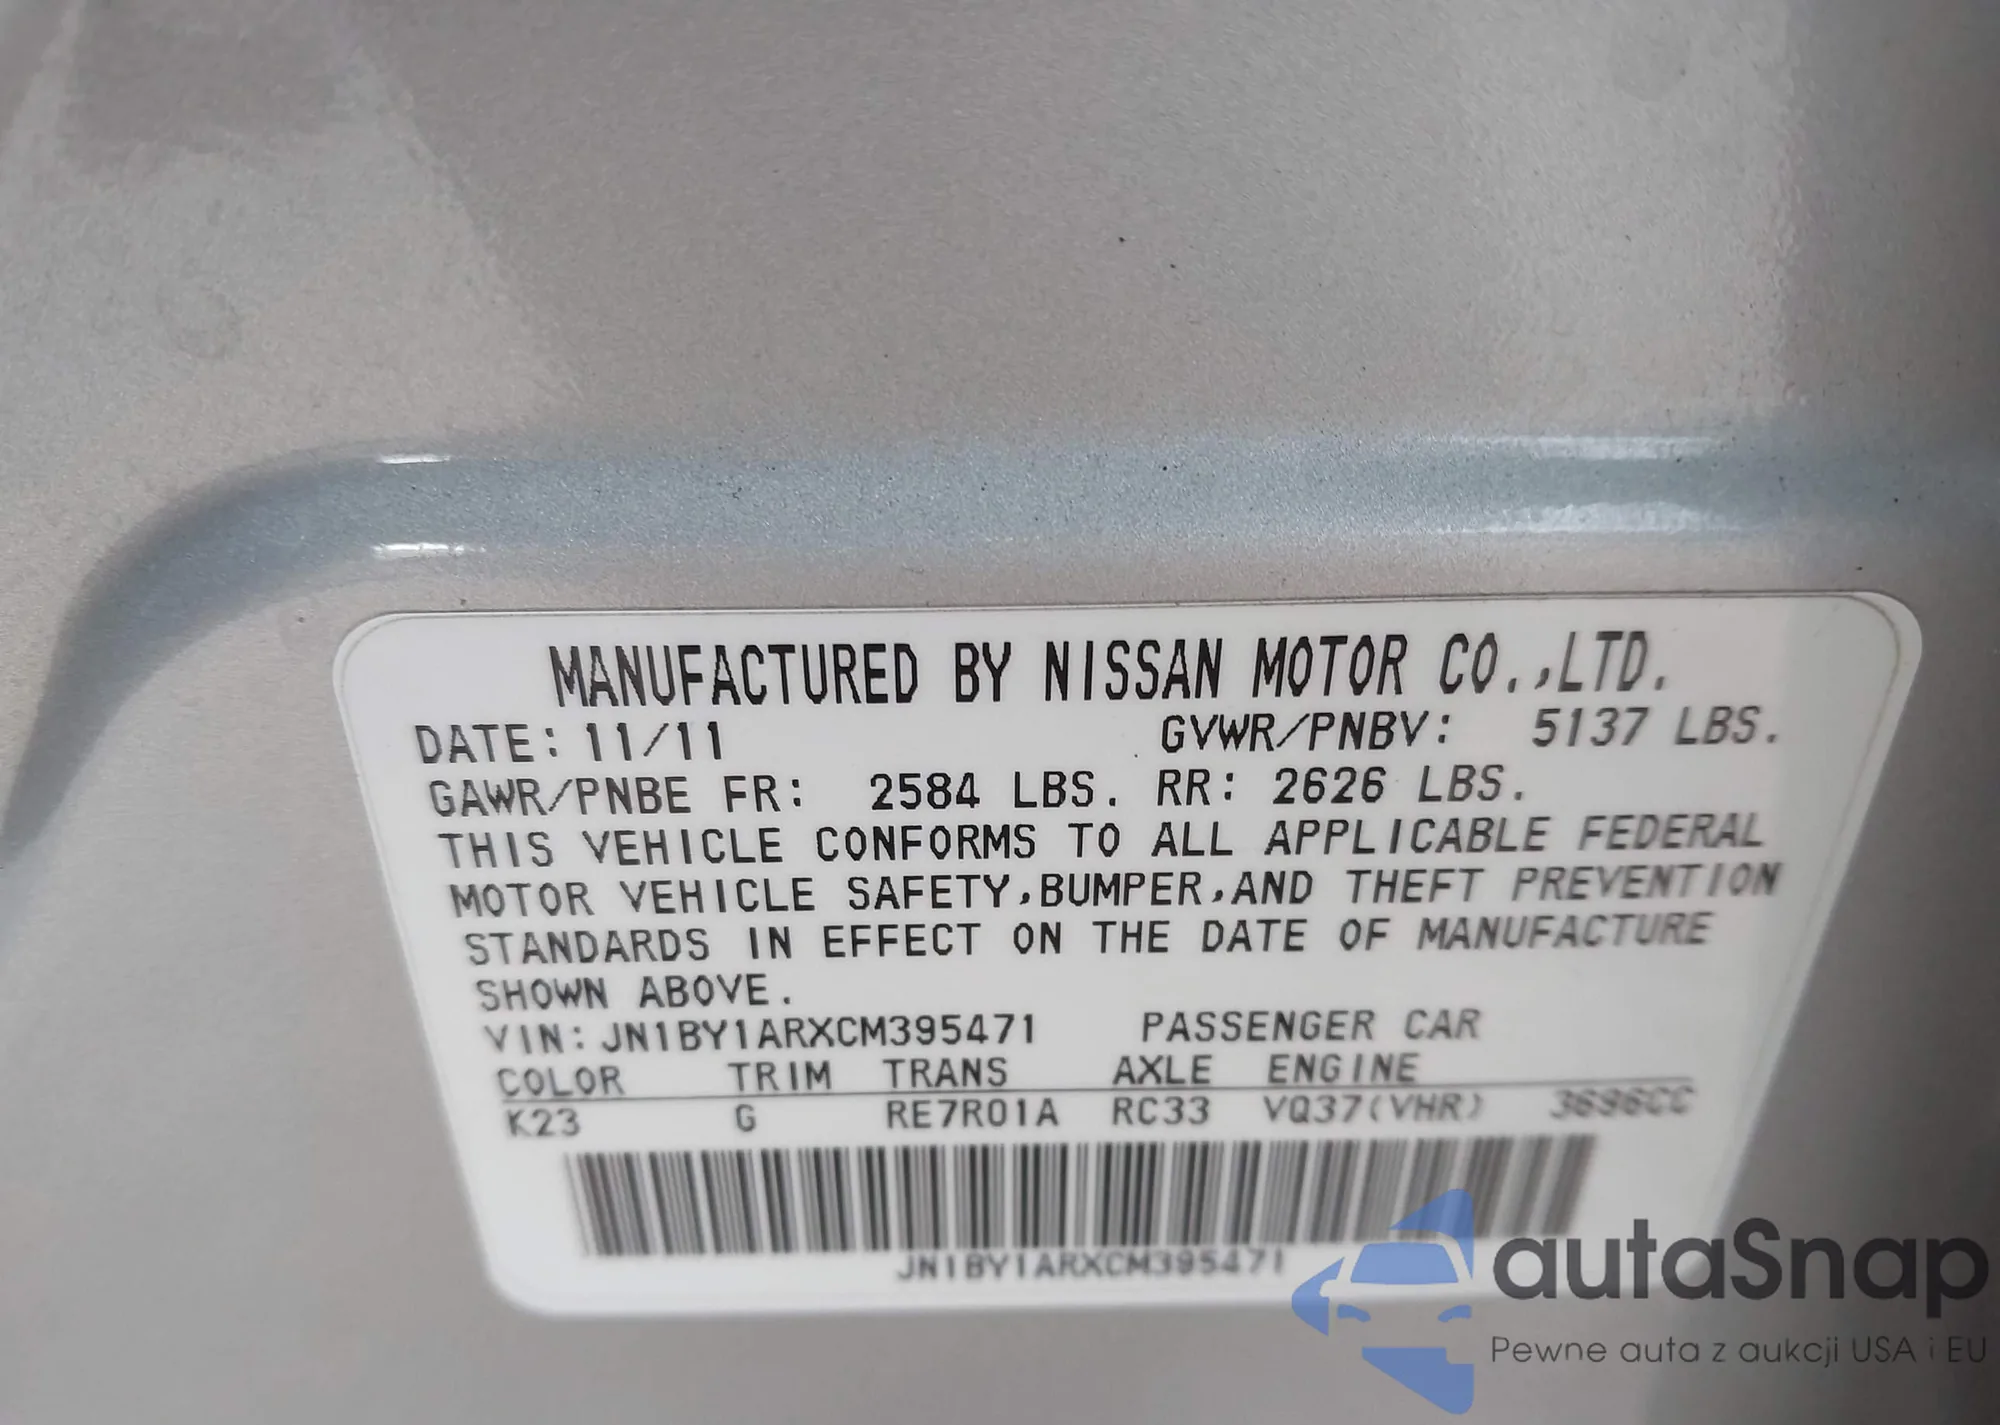 MANUFACTURED BY NISSAN MOTOR CO.,LTD.
DATE: 11/11 GVWR/PNBV: 5137 LBS.
GAWR/PNBE FR: 2584 LBS. RR: 2626 LBS.
THIS VEHICLE CONFORMS TO ALL APPLICABLE FEDERAL
MOTOR VEHICLE SAFETY,BUMPER,AND THEFT PREVENTION
STANDARDS IN EFFECT ON THE DATE OF MANUFACTURE
SHOWN ABOVE.
VIN: JN1BY1ARXCM395471 PASSENGER CAR
COLOR TRIM TRANS AXLE ENGINE
K23 G RE7R01A RC33 VQ37(VHR) 3696CC
JN1BY1ARXCM395471
autaSnap
Pewne auta z aukcji USA i EU